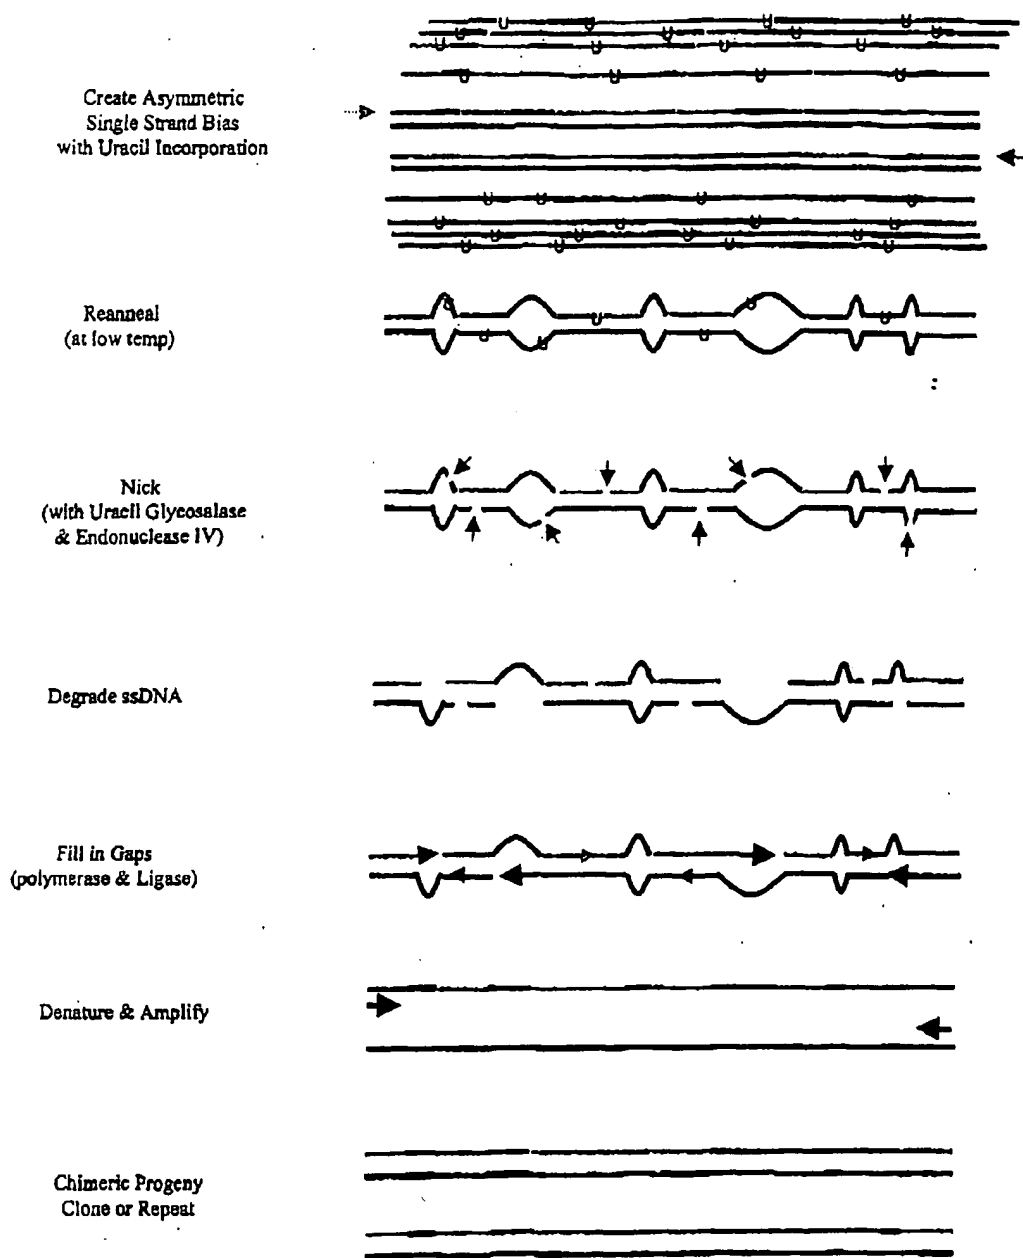 Create Asymmetric
Single Strand Bias
with Uracil Incorporation
Reanneal
(at low temp)
Nick
(with Uracil Glycosalase
& Endonuclease IV)
Degrade ssDNA
Fill in Gaps
(polymerase & Ligase)
Denature & Amplify
Chimeric Progeny
Clone or Repeat